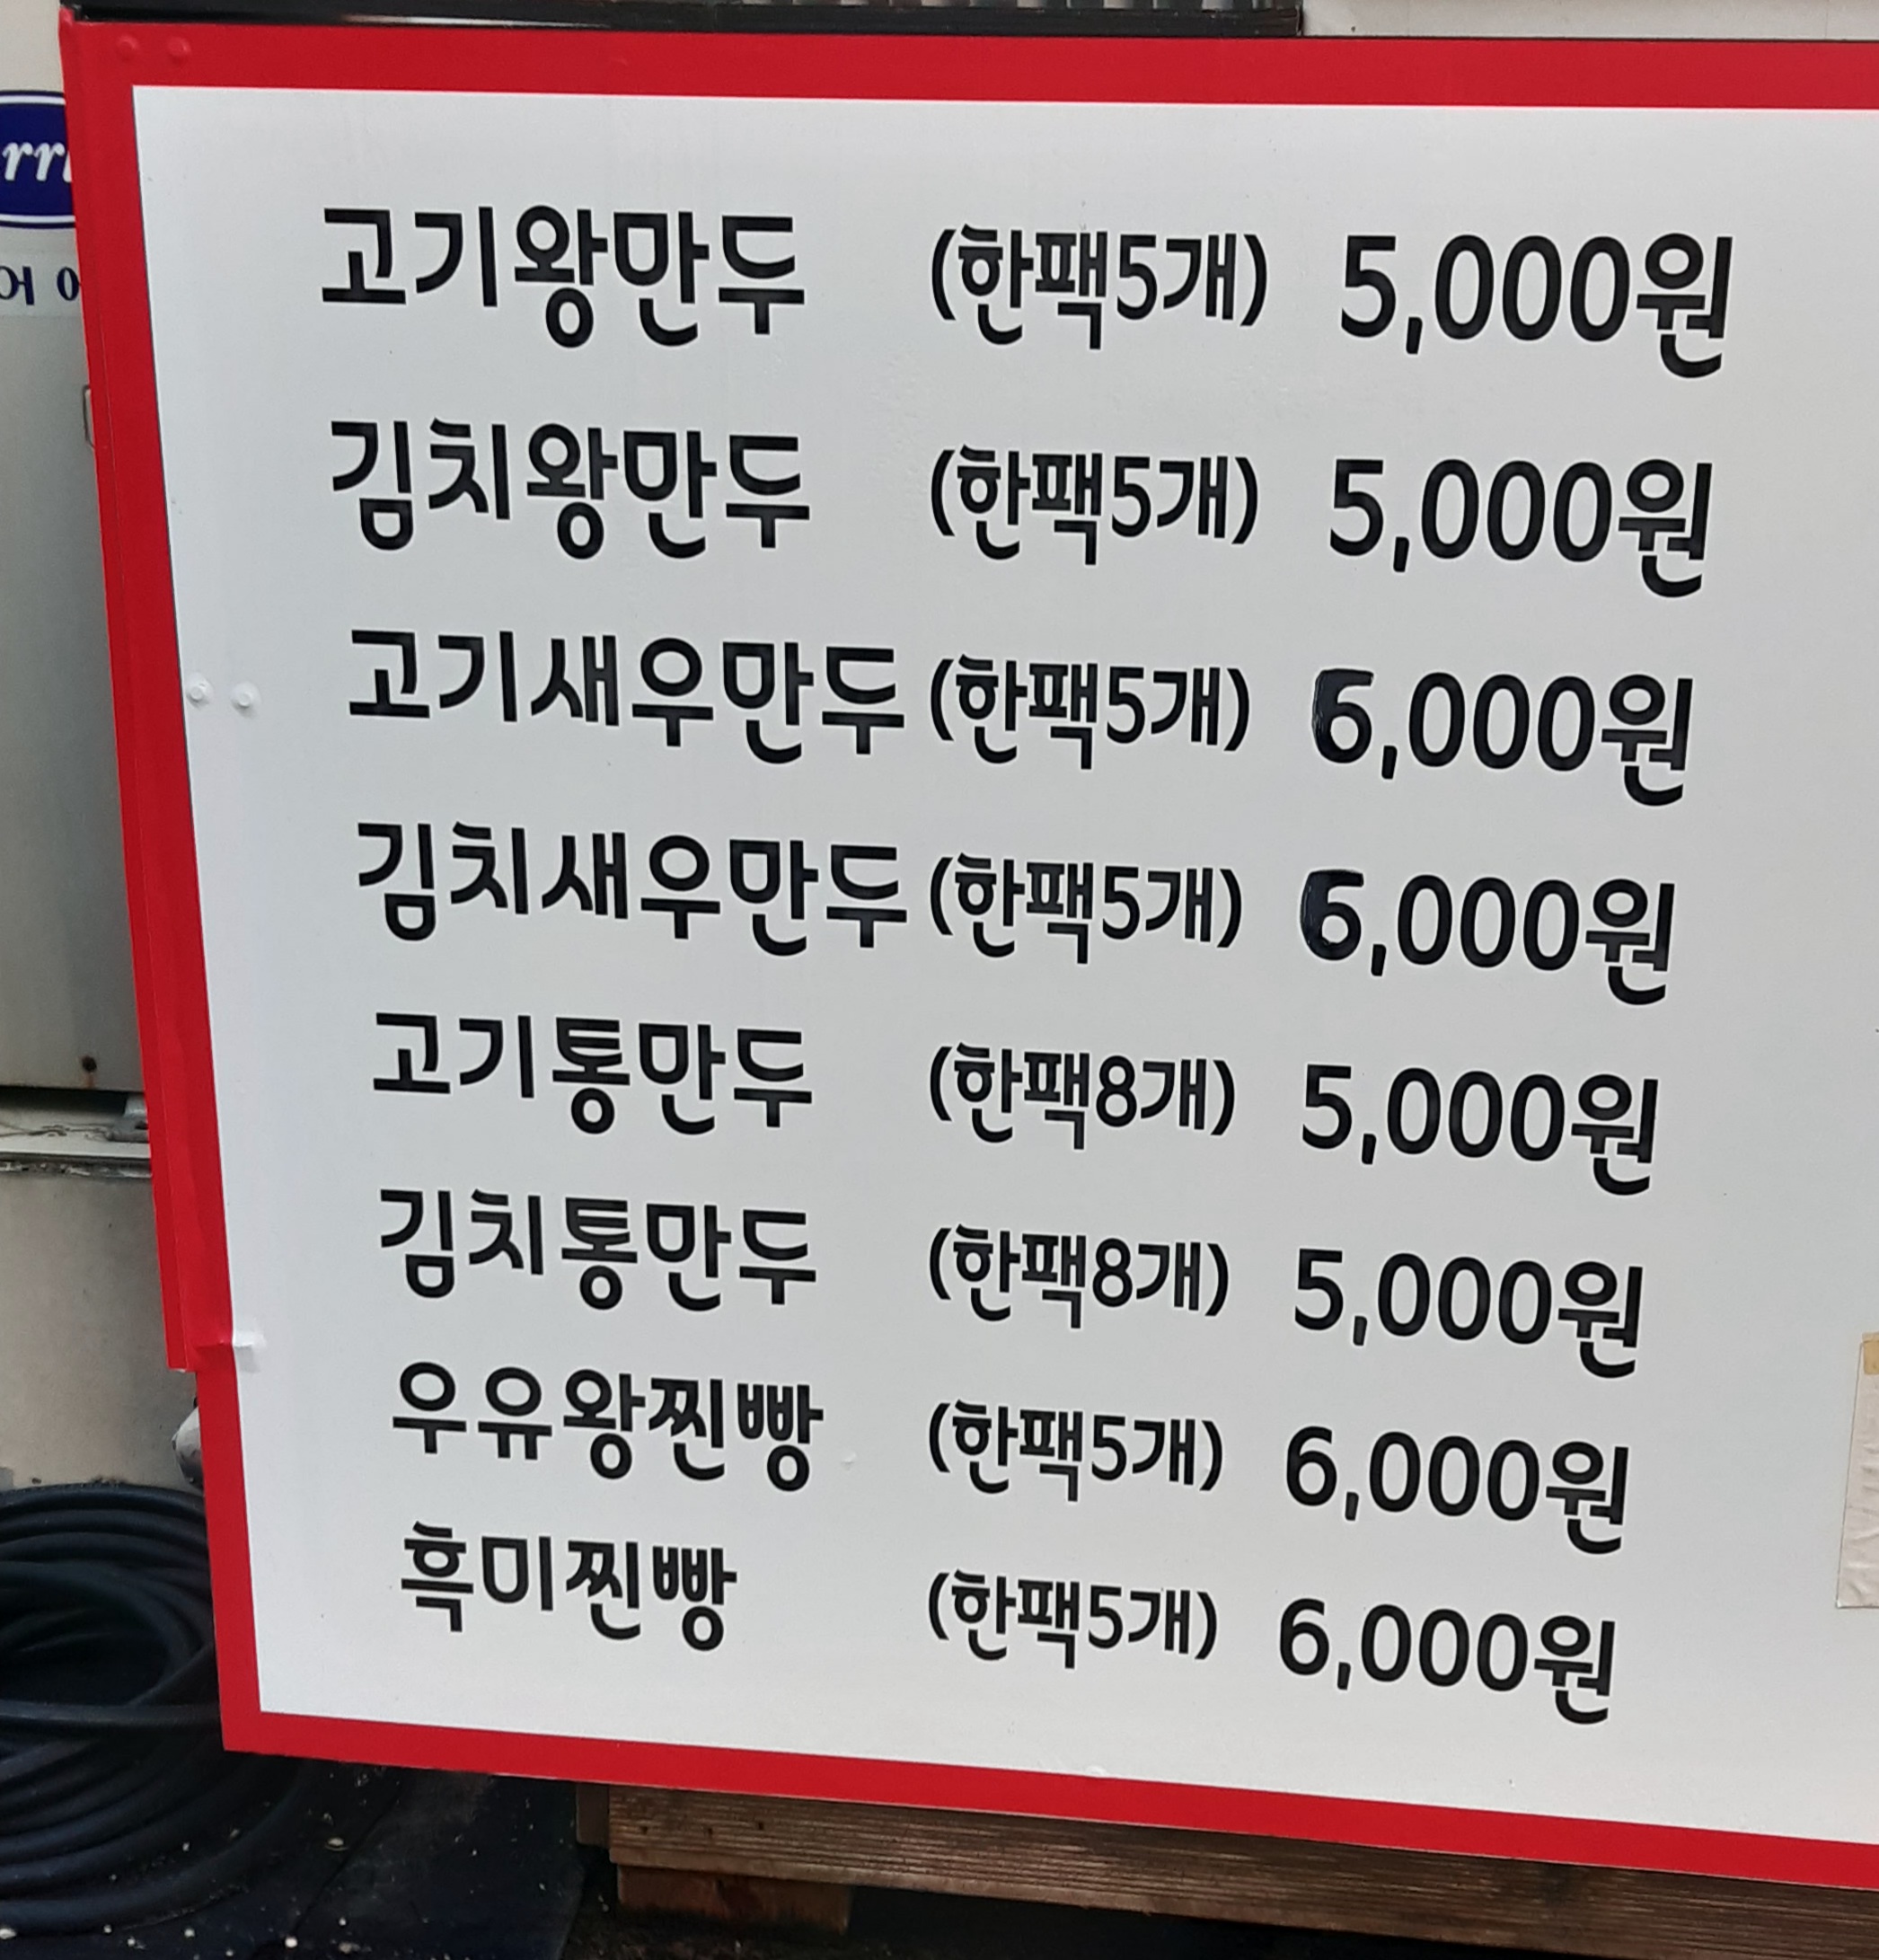 고기왕만두 (한팩5개) 5,000원
김치왕만두 (한팩5개) 5,000원
고기새우만두 (한팩5개) 6,000원
김치새우만두 (한팩5개) 6,000원
고기통만두 (한팩8개) 5,000원
김치통만두 (한팩8개) 5,000원
우유왕찐빵 (한팩5개) 6,000원
흑미찐빵 (한팩5개) 6,000원